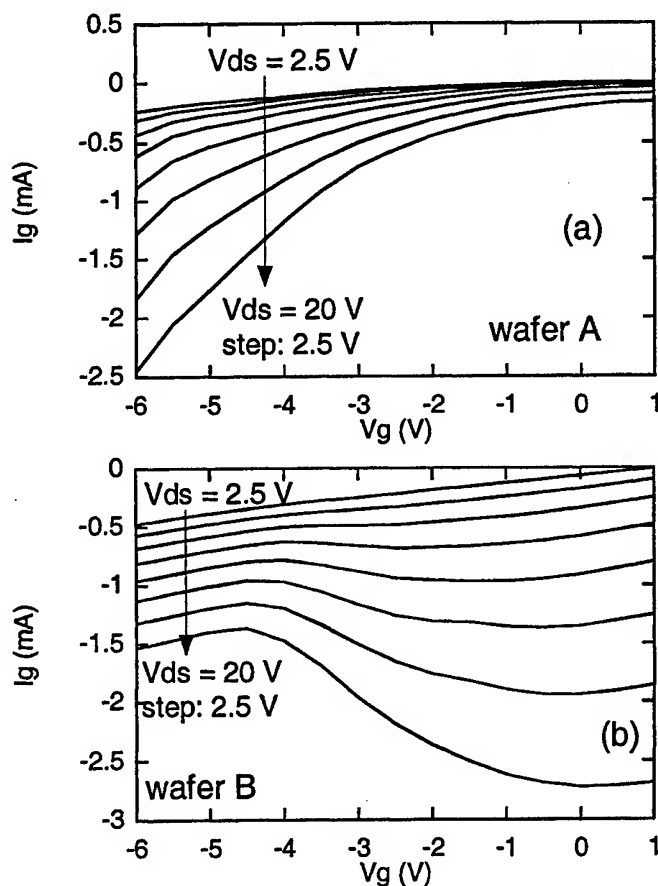 0.5
Vds = 2.5 V
0
-0.5
Ig (mA)
-1
(a)
-1.5
Vds = 20 V
-2
step: 2.5 V
wafer A
-2.5
-6 -5 -4 -3 -2 -1 0 1
Vg (V)
0
Vds = 2.5 V
-0.5
-1
Ig (mA)
-1.5
Vds = 20 V
-2
step: 2.5 V
(b)
-2.5
wafer B
-3
-6 -5 -4 -3 -2 -1 0 1
Vg (V)